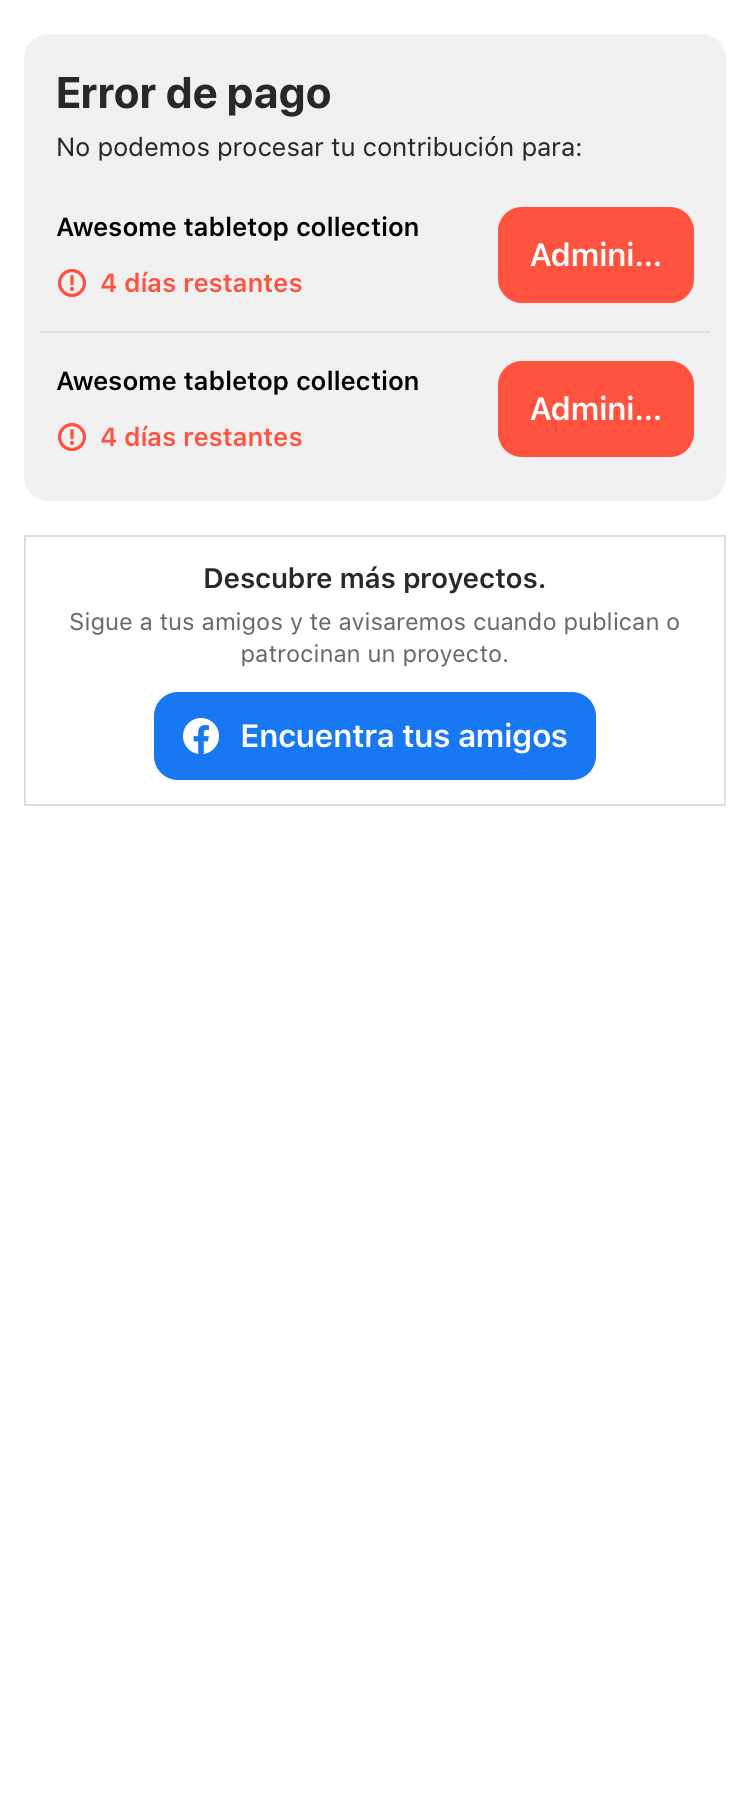 Error de pago
No podemos procesar tu contribución para:
Awesome tabletop collection
Admini...
4 días restantes
Awesome tabletop collection
Admini...
4 días restantes
Descubre más proyectos.
Sigue a tus amigos y te avisaremos cuando publican o
patrocinan un proyecto.
Encuentra tus amigos